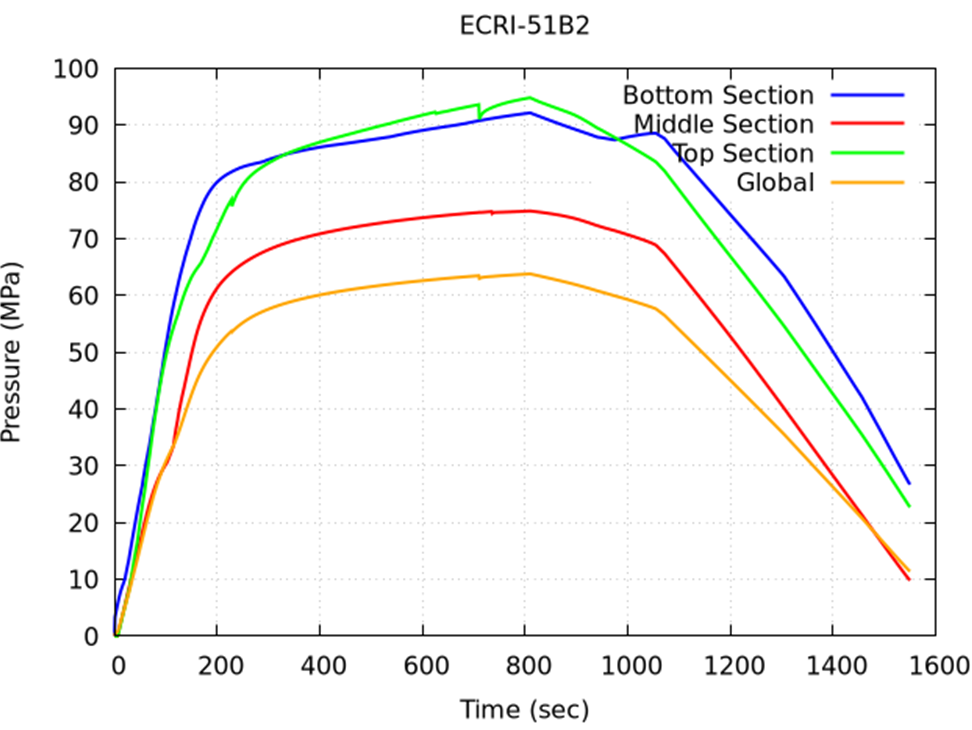 ECRI-51B2
100
90
80
70
60
50
40
30
20
10
0
Pressure (MPa)
Bottom Section
Middle Section
Top Section
Global
0 200 400 600 800 1000 1200 1400 1600
Time (sec)